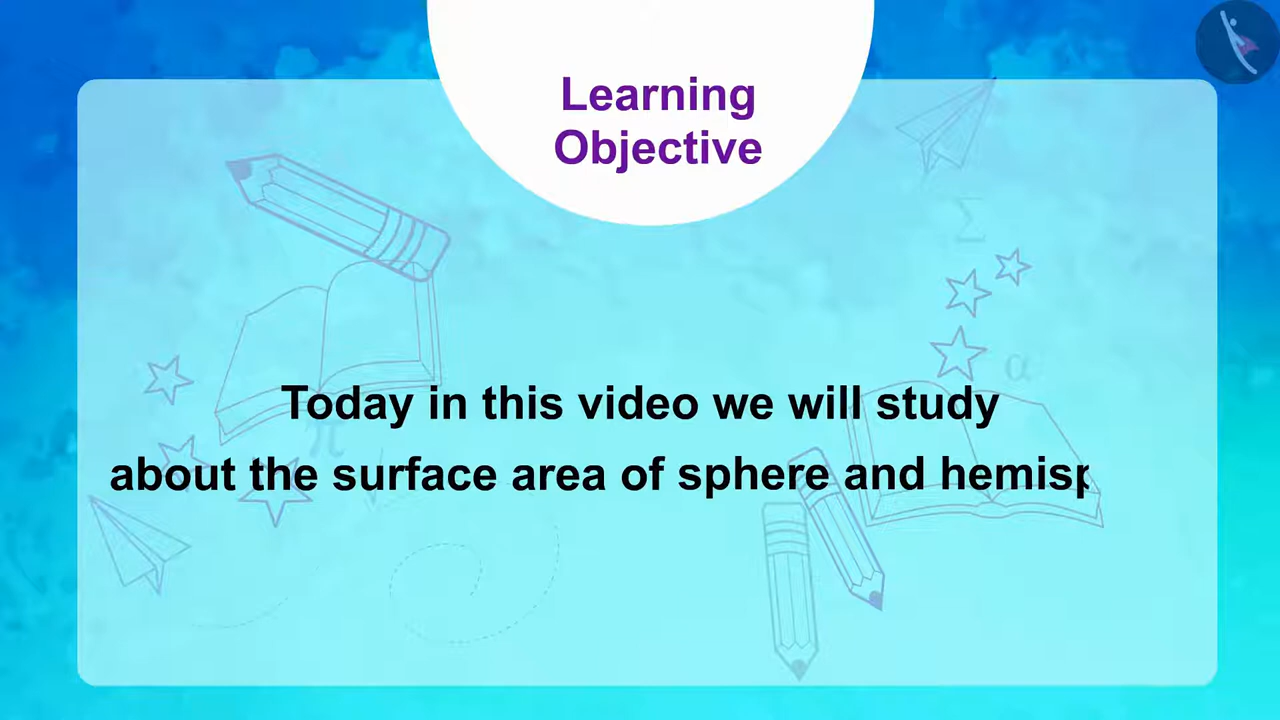 Learning
Objective
Today in this video we will study
about the surface area of sphere and hemisp
Σ
α
π